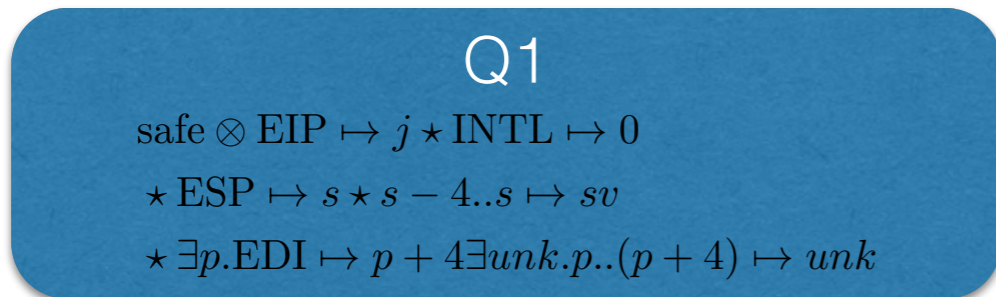 Q1
safe ⊗ EIP ↦ j ⋆ INTL ↦ 0
⋆ ESP ↦ s ⋆ s − 4..s ↦ sv
⋆ ∃p.EDI ↦ p + 4∃unk.p..(p + 4) ↦ unk